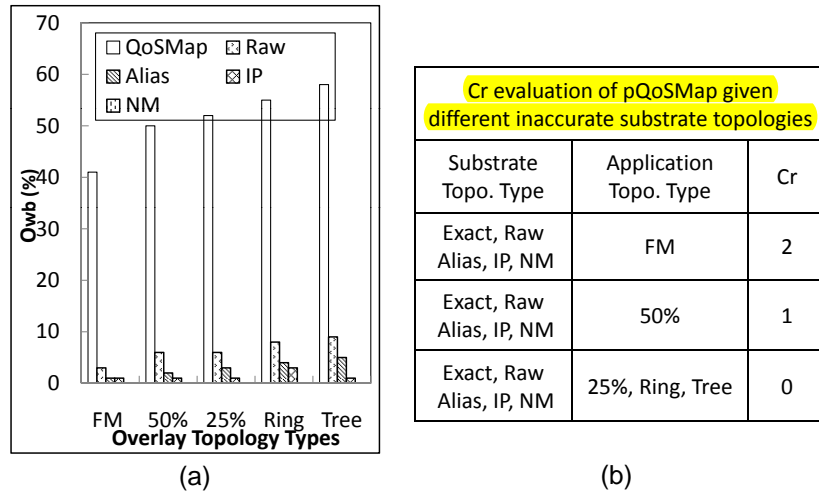 70
60
50
40
30
20
10
0
Owb (%)
QoSMap Raw
Alias IP
NM
FM 50% 25% Ring Tree
Overlay Topology Types
(a)
Cr evaluation of pQoSMap given
different inaccurate substrate topologies
Substrate
Topo. Type
Application
Topo. Type
Cr
Exact, Raw
Alias, IP, NM
FM
2
Exact, Raw
Alias, IP, NM
50%
1
Exact, Raw
Alias, IP, NM
25%, Ring, Tree
0
(b)